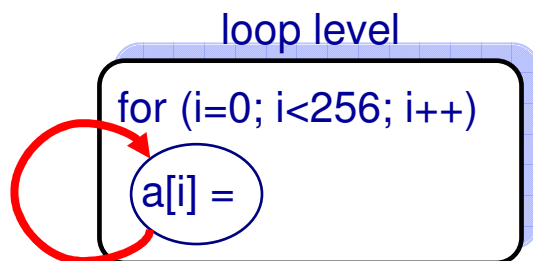 loop level
for (i=0; i<256; i++)
a[i] =